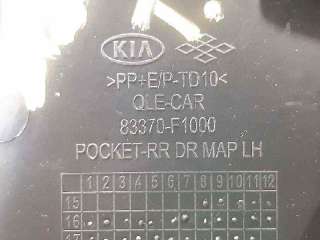 KIA
>PP+E/P-TD10<
QLE-CAR
83370-F1000
POCKET-RR DR MAP LH
1 2 3 4 5 6 7 8 9 10 11 12
15
16
17